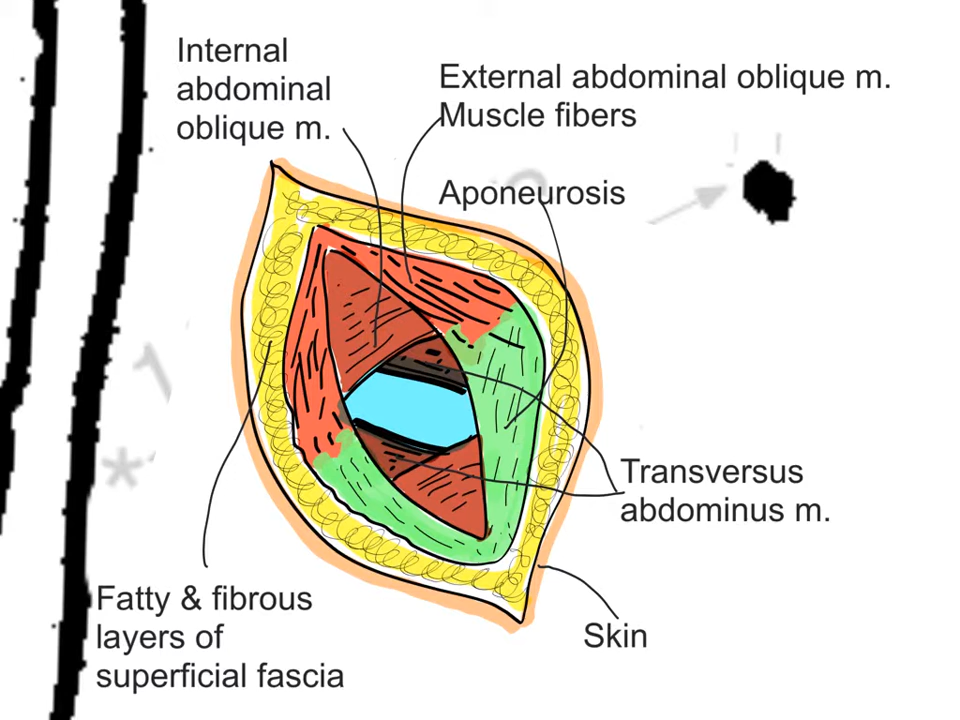 Internal
abdominal
oblique m.
External abdominal oblique m.
Muscle fibers
Aponeurosis
Transversus
abdominus m.
Fatty & fibrous
layers of
superficial fascia
Skin
*